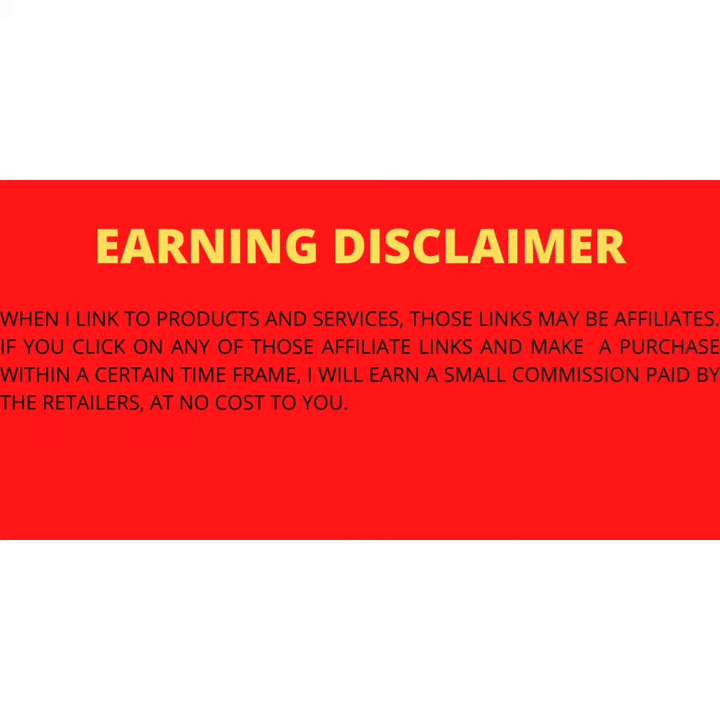 EARNING DISCLAIMER
WHEN I LINK TO PRODUCTS AND SERVICES, THOSE LINKS MAY BE AFFILIATES.
IF YOU CLICK ON ANY OF THOSE AFFILIATE LINKS AND MAKE A PURCHASE
WITHIN A CERTAIN TIME FRAME, I WILL EARN A SMALL COMMISSION PAID BY
THE RETAILERS, AT NO COST TO YOU.